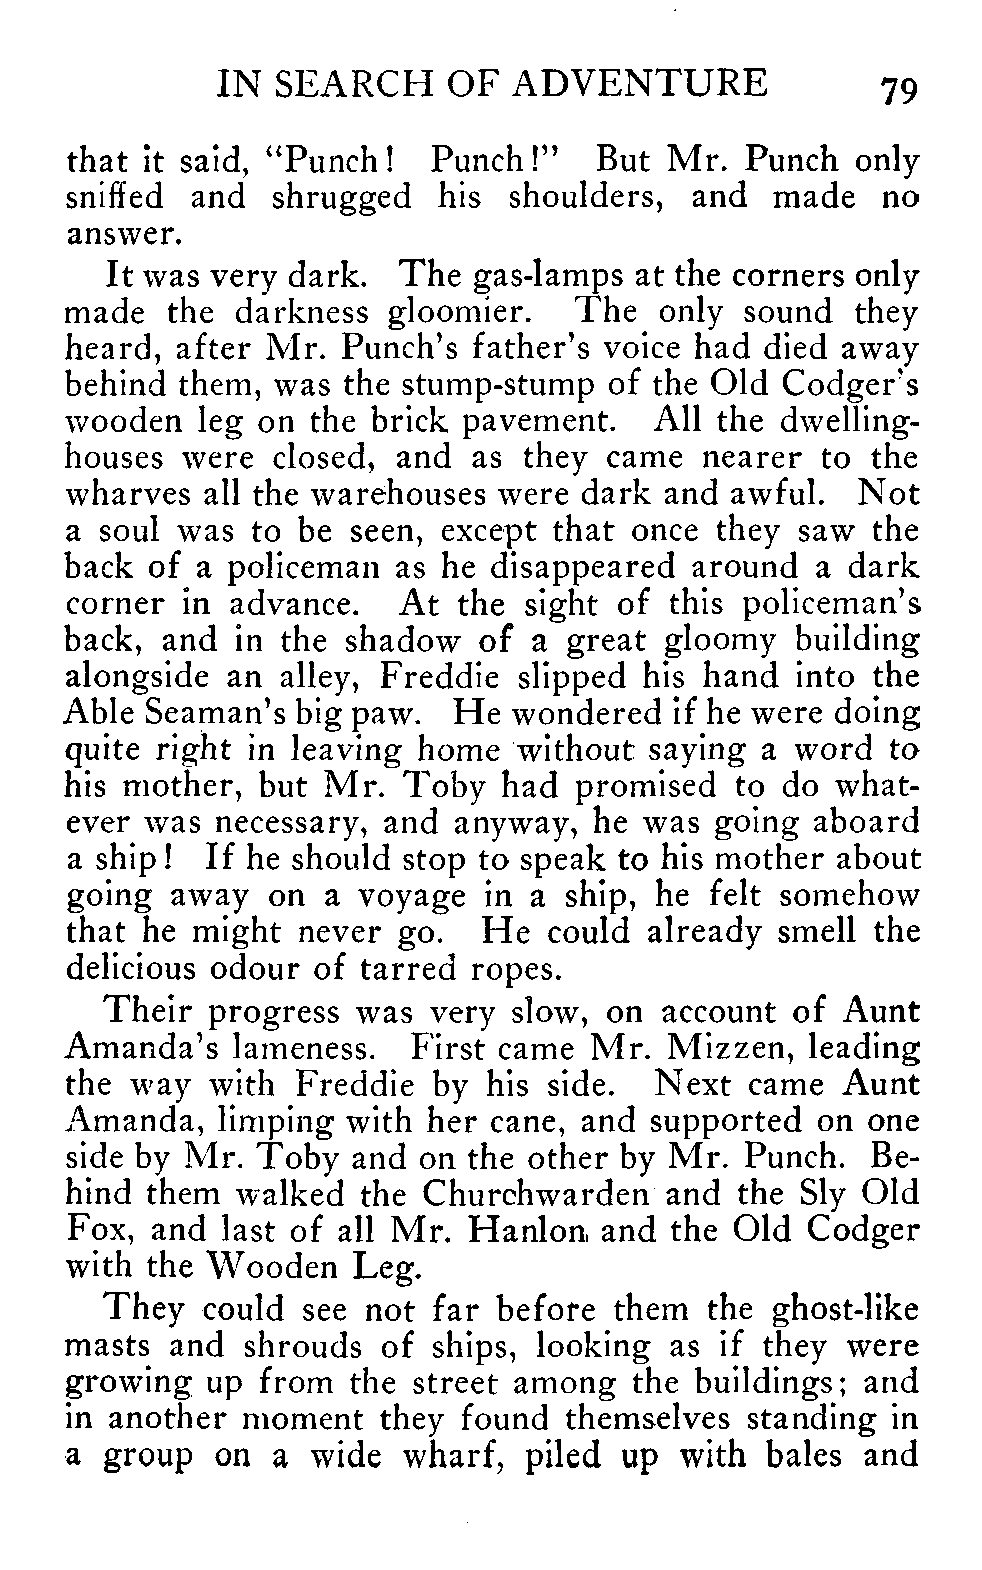 IN SEARCH OF ADVENTURE 79
that it said, "Punch! Punch!" But Mr. Punch only
sniffed and shrugged his shoulders, and made no
answer.
It was very dark. The gas-lamps at the corners only
made the darkness gloomier. The only sound they
heard, after Mr. Punch's father's voice had died away
behind them, was the stump-stump of the Old Codger's
wooden leg on the brick pavement. All the dwelling-
houses were closed, and as they came nearer to the
wharves all the warehouses were dark and awful. Not
a soul was to be seen, except that once they saw the
back of a policeman as he disappeared around a dark
corner in advance. At the sight of this policeman's
back, and in the shadow of a great gloomy building
alongside an alley, Freddie slipped his hand into the
Able Seaman's big paw. He wondered if he were doing
quite right in leaving home without saying a word to
his mother, but Mr. Toby had promised to do what-
ever was necessary, and anyway, he was going aboard
a ship! If he should stop to speak to his mother about
going away on a voyage in a ship, he felt somehow
that he might never go. He could already smell the
delicious odour of tarred ropes.
Their progress was very slow, on account of Aunt
Amanda's lameness. First came Mr. Mizzen, leading
the way with Freddie by his side. Next came Aunt
Amanda, limping with her cane, and supported on one
side by Mr. Toby and on the other by Mr. Punch. Be-
hind them walked the Churchwarden and the Sly Old
Fox, and last of all Mr. Hanlon and the Old Codger
with the Wooden Leg.
They could see not far before them the ghost-like
masts and shrouds of ships, looking as if they were
growing up from the street among the buildings; and
in another moment they found themselves standing in
a group on a wide wharf, piled up with bales and